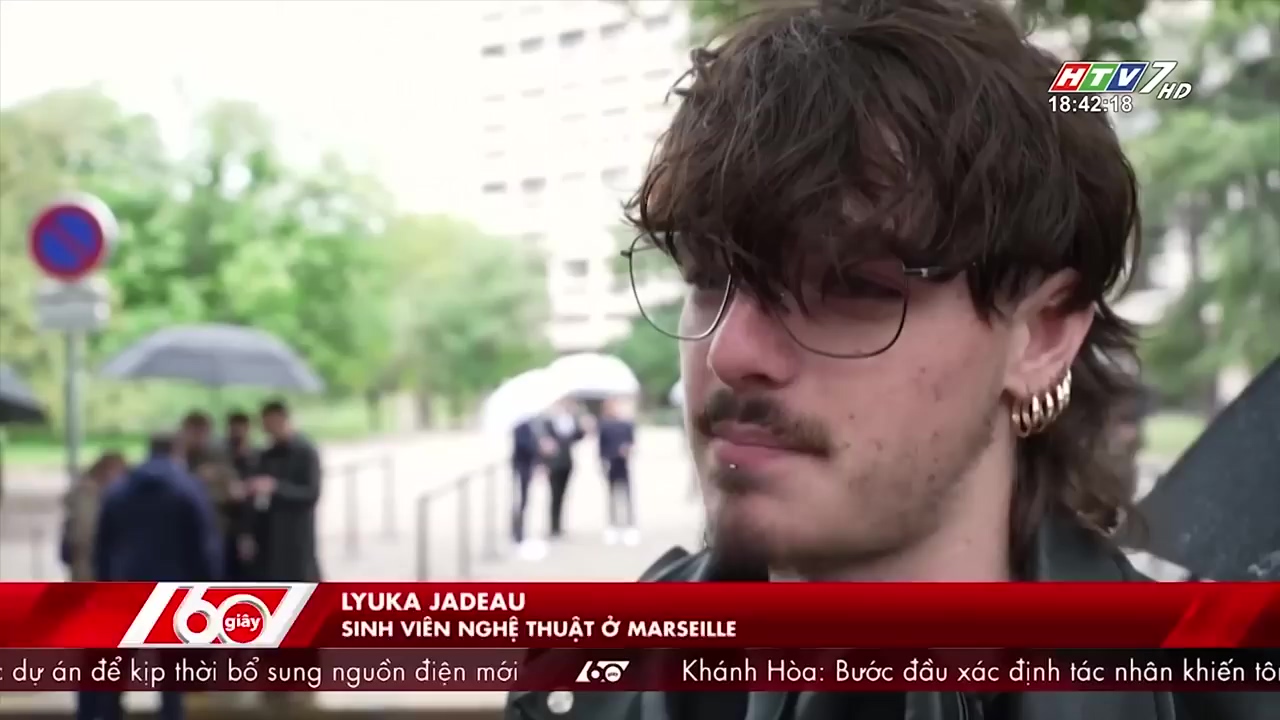 HTV7 HD
18:42:18
60 giây
LYUKA JADEAU
SINH VIÊN NGHỆ THUẬT Ở MARSEILLE
dự án để kịp thời bổ sung nguồn điện mới
60 giây
Khánh Hòa: Bước đầu xác định tác nhân khiến